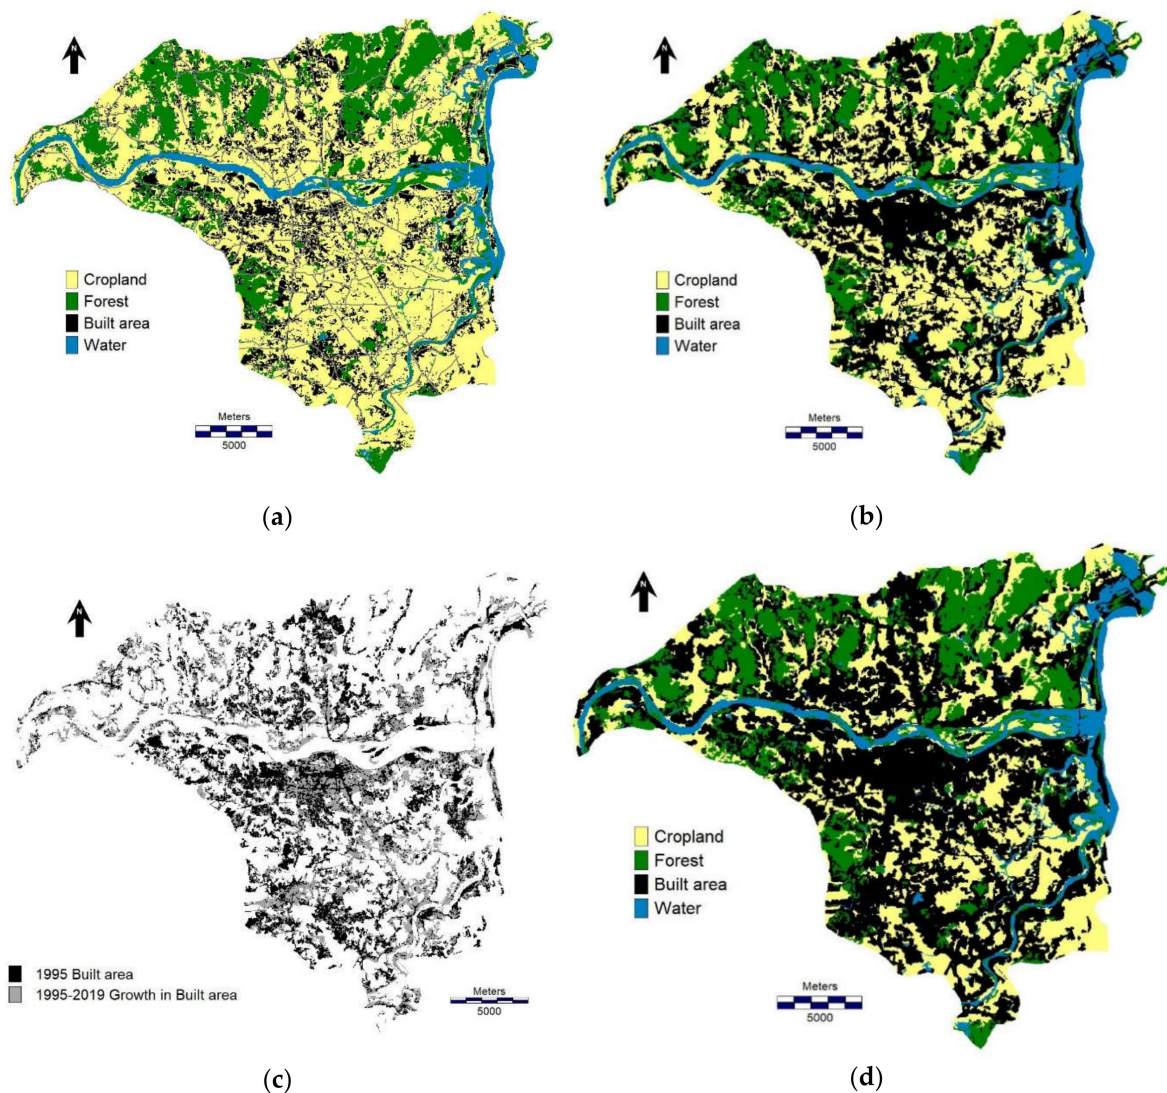 N
Cropland
Forest
Built area
Water
Meters
5000
(a)
N
Cropland
Forest
Built area
Water
Meters
5000
(b)
N
1995 Built area
1995-2019 Growth in Built area
Meters
5000
(c)
N
Cropland
Forest
Built area
Water
Meters
5000
(d)